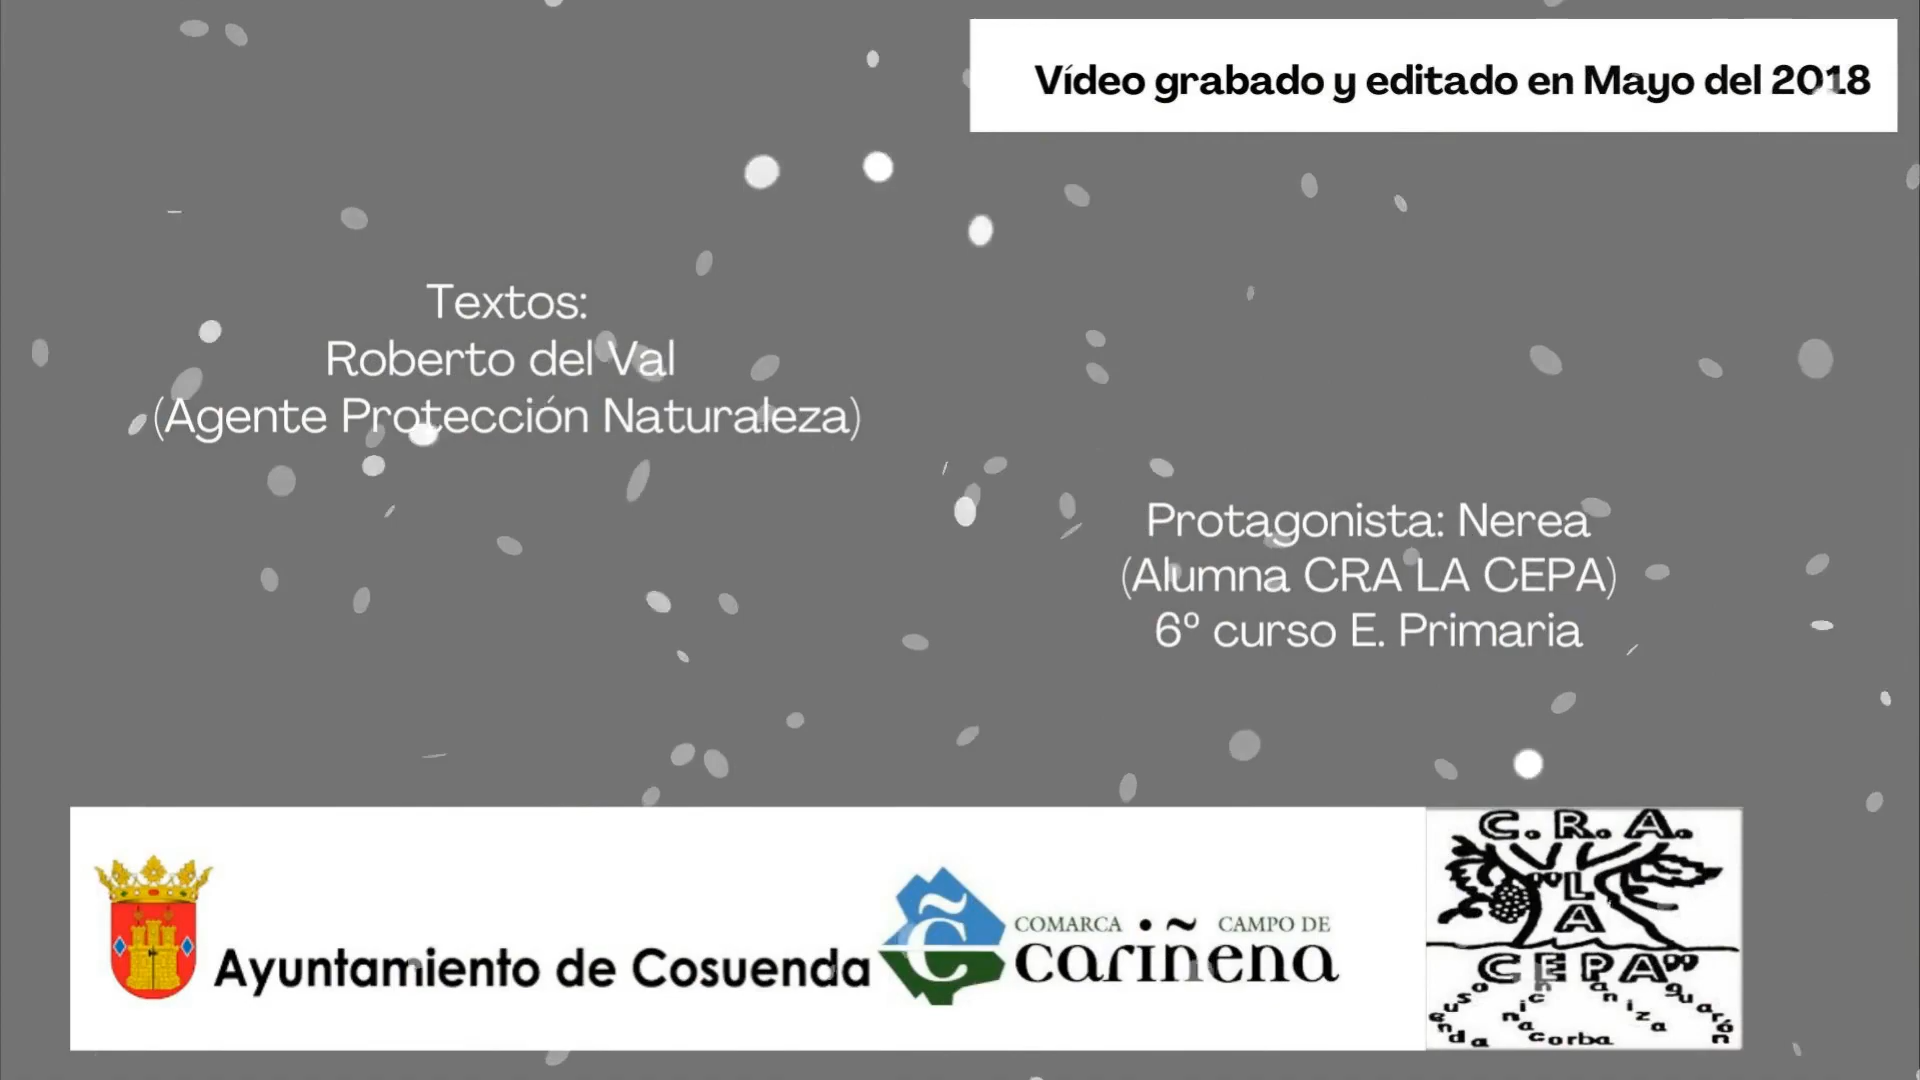 Vídeo grabado y editado en Mayo del 2018
Textos:
Roberto del Val
(Agente Protección Naturaleza)
Protagonista: Nerea
(Alumna CRA LA CEPA)
6º curso E. Primaria
Ayuntamiento de Cosuenda
COMARCA CAMPO DE
cariñena
C.R.A.
"LA
CEPA"